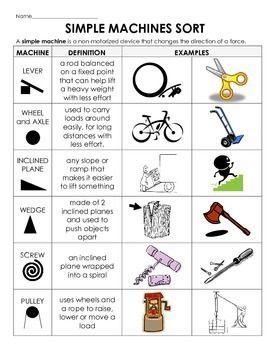 Name
SIMPLE MACHINES SORT
A simple machine is a non-motorized device that changes the direction of a force.
MACHINE DEFINITION EXAMPLES
LEVER
a rod balanced
on a fixed point
that can help lift
a heavy weight
with less effort
WHEEL
and AXLE
used to carry
loads around
easily, for long
distances with
less effort.
INCLINED
PLANE
any slope or
ramp that
makes it easier
to lift something
WEDGE
made of 2
inclined planes
and used to
push objects
apart
SCREW
an inclined
plane wrapped
into a spiral
PULLEY
uses wheels and
a rope to raise,
lower or move a
load